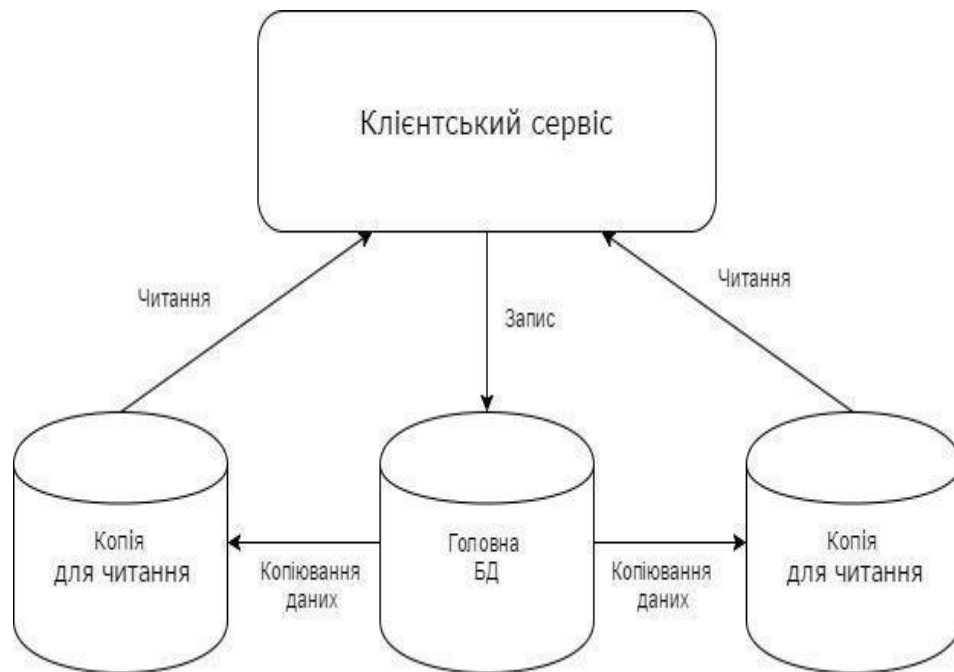 Клієнтський сервіс
Читання
Читання
Запис
Копія
для читання
Головна
БД
Копія
для читання
Копіювання
даних
Копіювання
даних